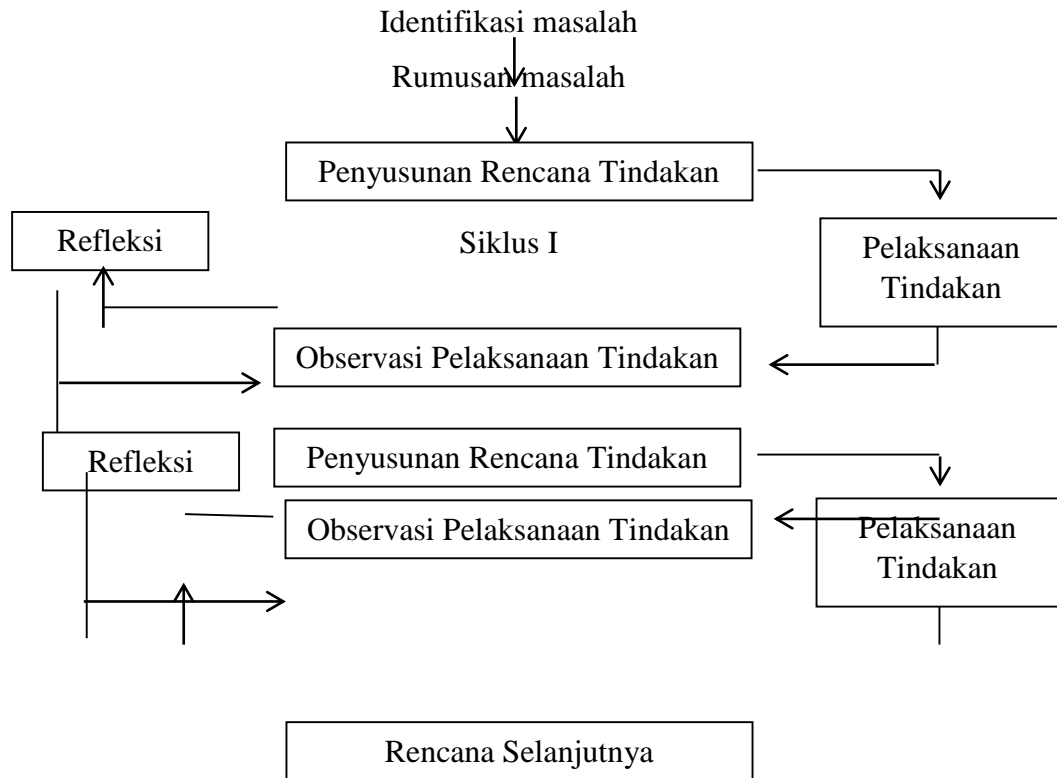 Identifikasi masalah
Rumusan masalah
Penyusunan Rencana Tindakan
Refleksi
Siklus I
Pelaksanaan
Tindakan
Observasi Pelaksanaan Tindakan
Refleksi
Penyusunan Rencana Tindakan
Observasi Pelaksanaan Tindakan
Pelaksanaan
Tindakan
Rencana Selanjutnya